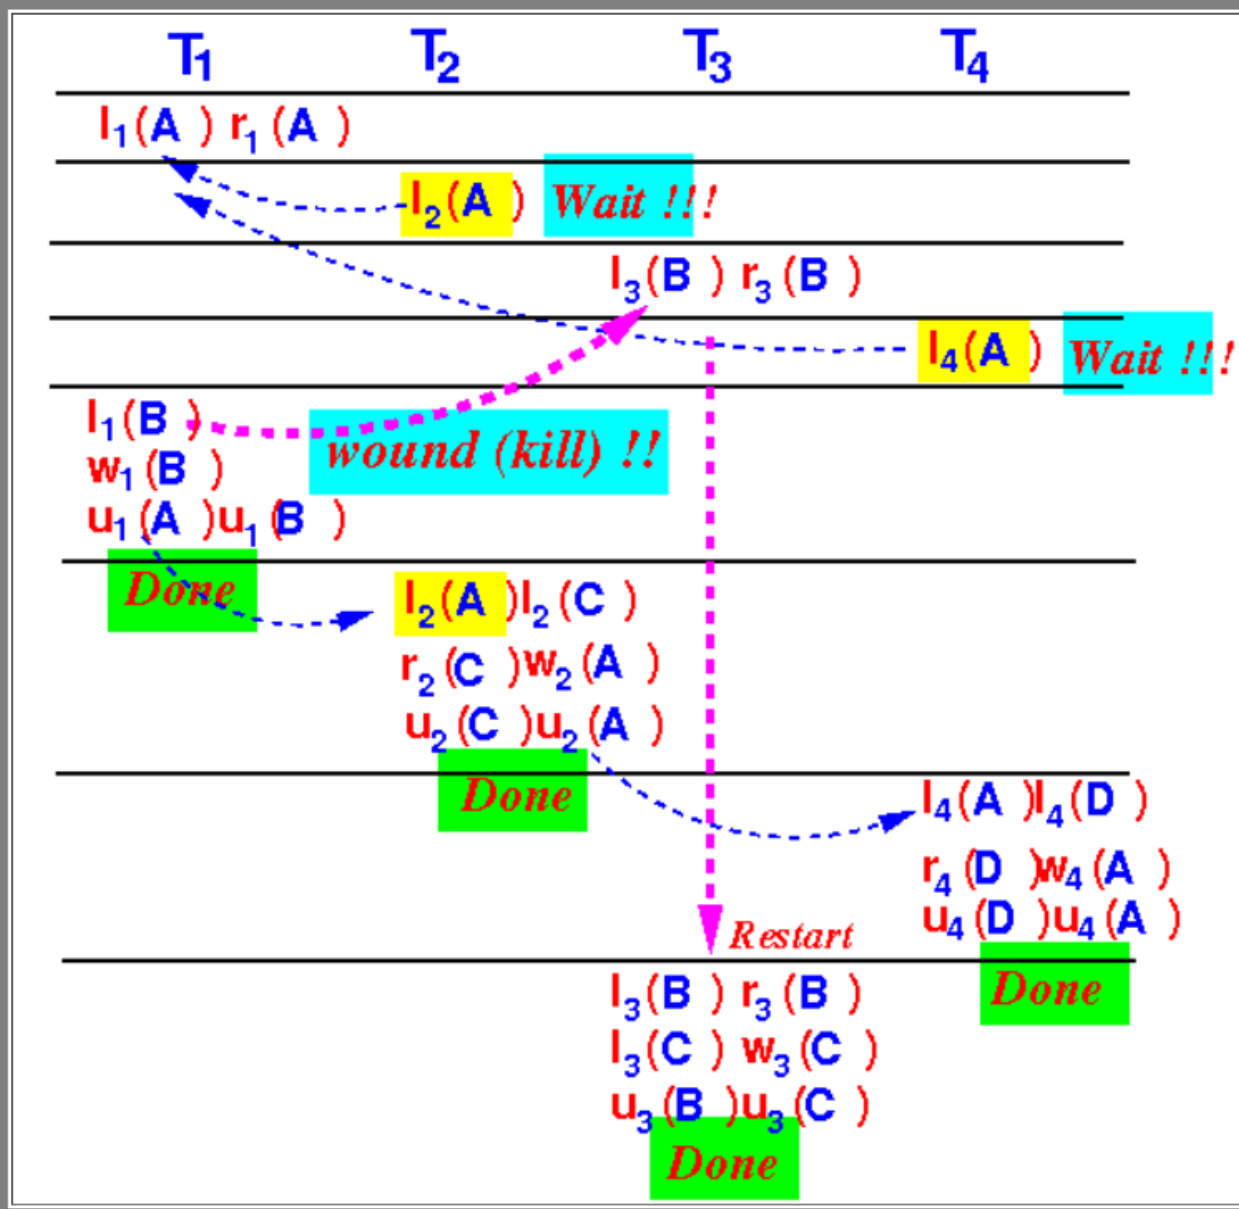 T1 T2 T3 T4
l1(A ) r1(A )
l2(A ) Wait !!!
l3(B ) r3(B )
l4(A ) Wait !!!
l1(B )
wound (kill) !!
w1(B )
u1(A )u1(B )
Done
l2(A )l2(C )
r2(C )w2(A )
u2(C )u2(A )
Done
l4(A )l4(D )
r4(D )w4(A )
u4(D )u4(A )
Restart
Done
l3(B ) r3(B )
l3(C ) w3(C )
u3(B )u3(C )
Done